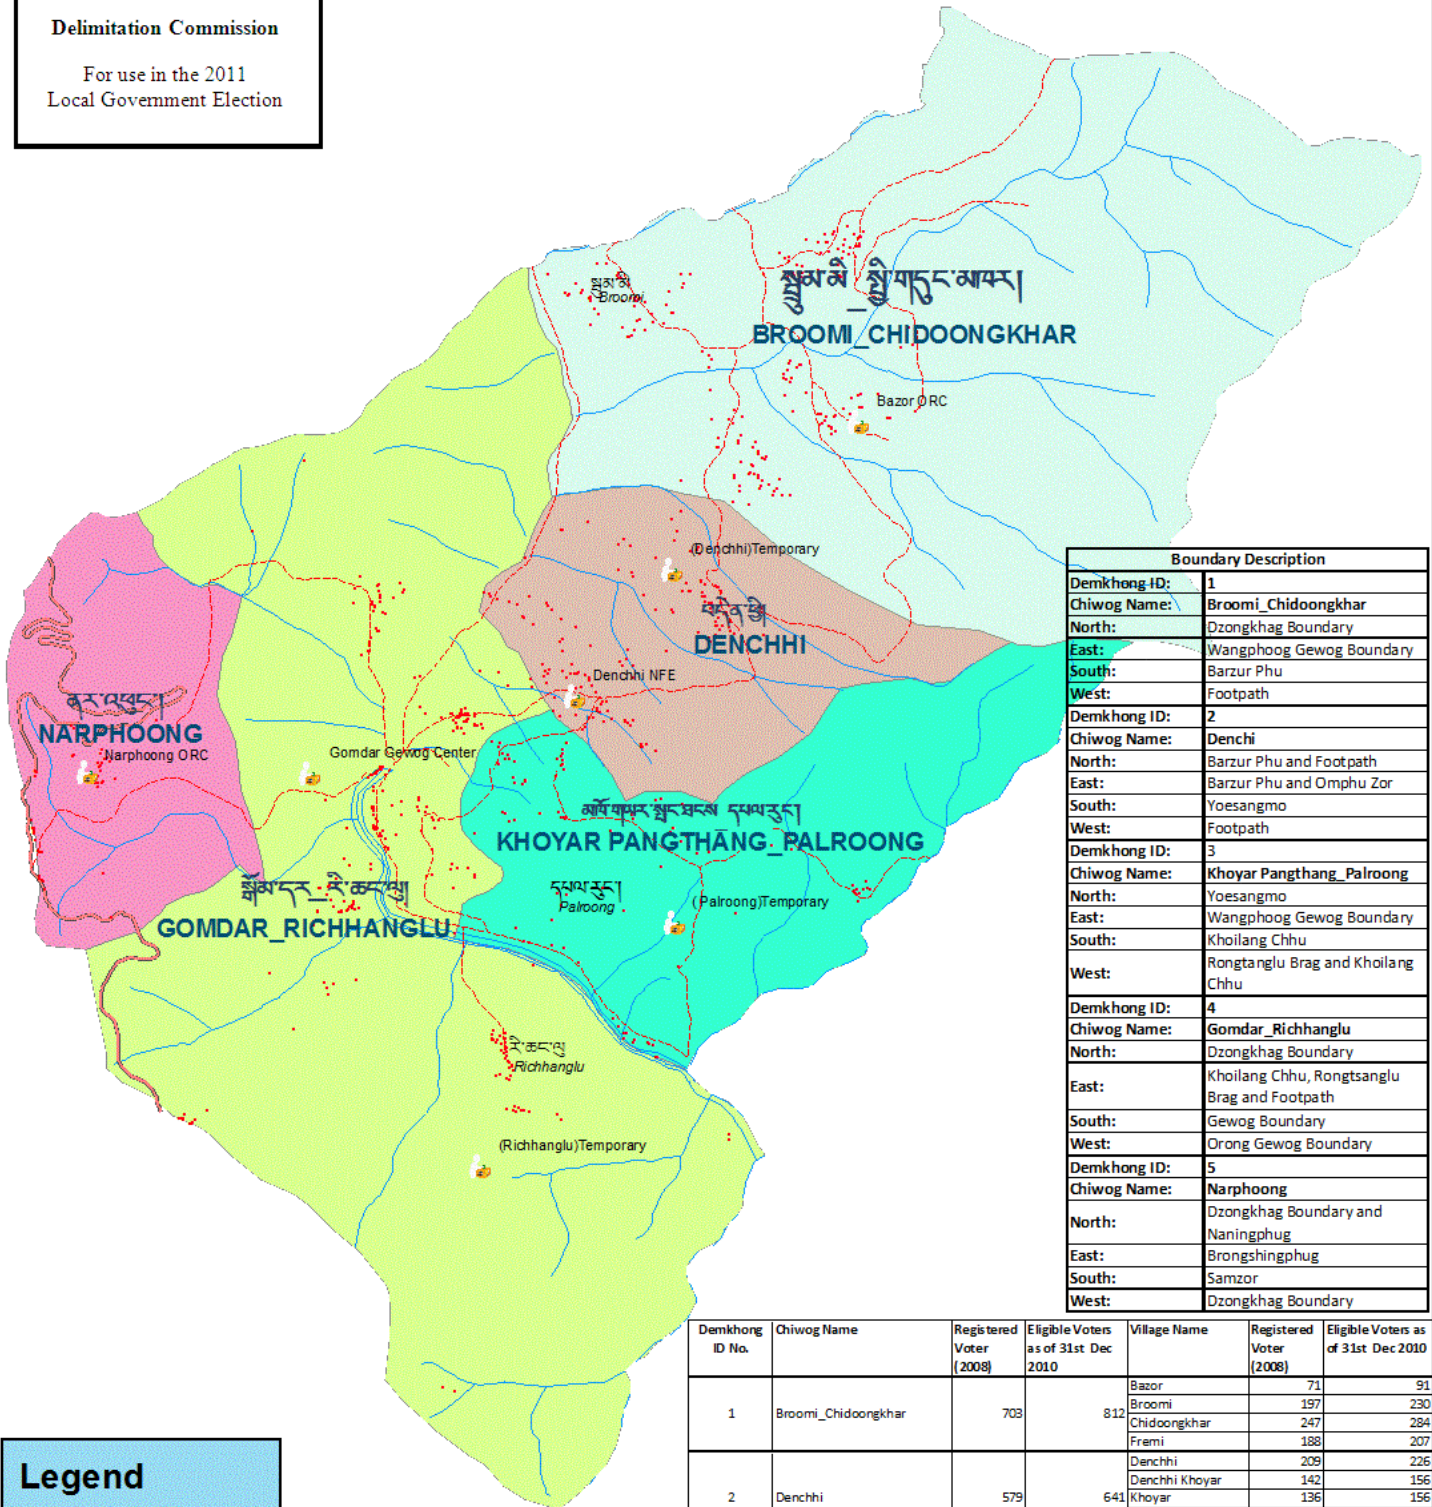 Delimitation Commission
For use in the 2011
Local Government Election
Broomi
BROOMI_CHIDOONGKHAR
Bazor ORC
(Denchhi)Temporary
འདེན་ཕྱི།
DENCHHI
Denchhi NFE
ནར་ཕུང་།
NARPHOONG
Narphoong ORC
Gomdar Gewog Center
KHOYAR PANGTHANG_PALROONG
དཔལ་རུང་།
Palroong
(Palroong)Temporary
GOMDAR_RICHHANGLU
རི་ཆང་ལུ
Richhanglu
(Richhanglu)Temporary
Boundary Description
Demkhong ID: 1
Chiwog Name: Broomi_Chidoongkhar
North: Dzongkhag Boundary
East: Wangphoog Gewog Boundary
South: Barzur Phu
West: Footpath
Demkhong ID: 2
Chiwog Name: Denchi
North: Barzur Phu and Footpath
East: Barzur Phu and Omphu Zor
South: Yoesangmo
West: Footpath
Demkhong ID: 3
Chiwog Name: Khoyar Pangthang_Palroong
North: Yoesangmo
East: Wangphoog Gewog Boundary
South: Khoilang Chhu
West: Rongtanglu Brag and Khoilang
Chhu
Demkhong ID: 4
Chiwog Name: Gomdar_Richhanglu
North: Dzongkhag Boundary
East: Khoilang Chhu, Rongtsanglu
Brag and Footpath
South: Gewog Boundary
West: Orong Gewog Boundary
Demkhong ID: 5
Chiwog Name: Narphoong
North: Dzongkhag Boundary and
Naningphug
East: Brongshingphug
South: Samzor
West: Dzongkhag Boundary
Demkhong ID No. Chiwog Name Registered Voter (2008) Eligible Voters as of 31st Dec 2010 Village Name Registered Voter (2008) Eligible Voters as of 31st Dec 2010
1 Broomi_Chidoongkhar 703 812
Bazor 71 91
Broomi 197 230
Chidoongkhar 247 284
Fremi 188 207
2 Denchhi 579 641
Denchhi 209 226
Denchhi Khoyar 142 156
Khoyar 136 156
Legend